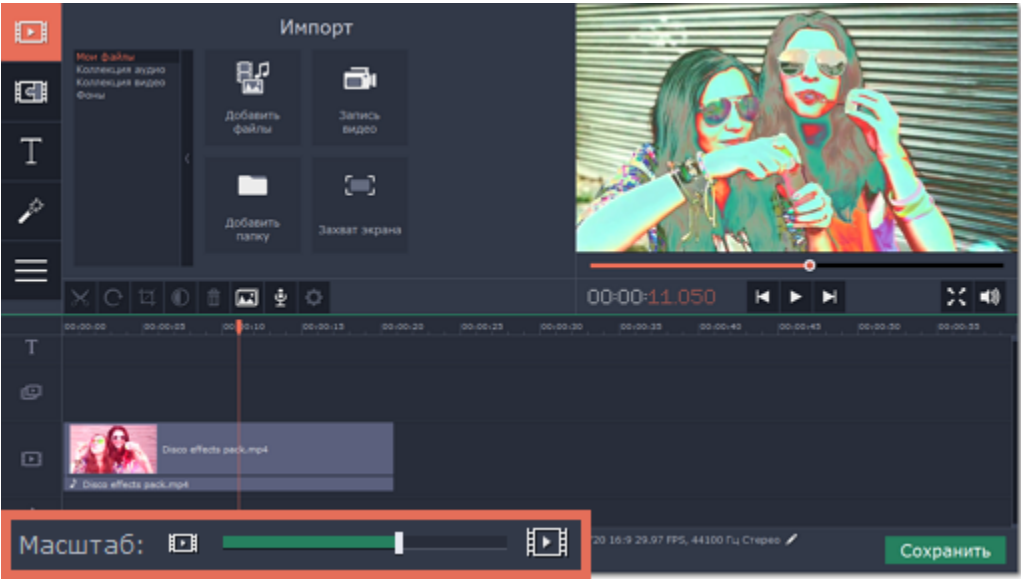 Импорт
Мои файлы
Коллекция аудио
Коллекция видео
Фоны
Добавить
файлы
Запись
видео
Добавить
папку
Захват экрана
T
00:00:11.050
00:00:00 00:00:05 00:00:10 00:00:15 00:00:20 00:00:25 00:00:30 00:00:35 00:00:40 00:00:45 00:00:50 00:00:55
T
Disco effects pack.mp4
Disco effects pack.mp4
Масштаб:
720 16:9 29.97 FPS, 44100 Гц Стерео
Сохранить